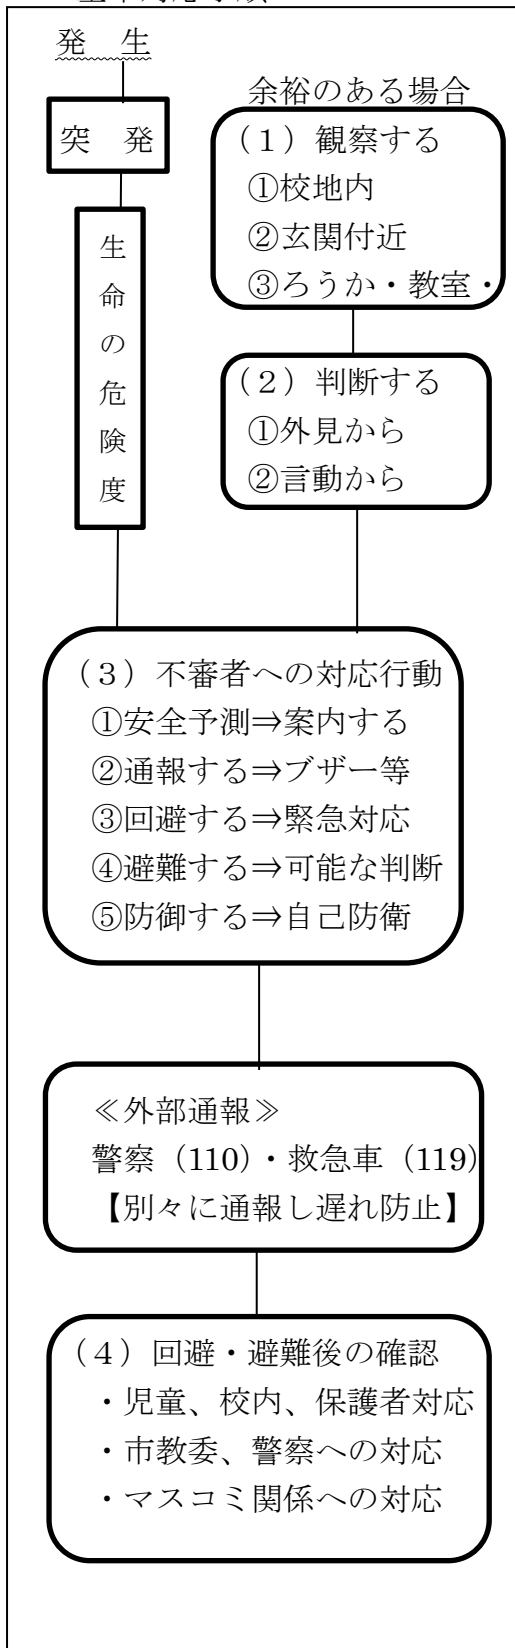 発　生
突　発
生命の危険度
余裕のある場合
（１）観察する
①校地内
②玄関付近
③ろうか・教室・
（２）判断する
①外見から
②言動から
（３）不審者への対応行動
①安全予測⇒案内する
②通報する⇒ブザー等
③回避する⇒緊急対応
④避難する⇒可能な判断
⑤防御する⇒自己防衛
≪外部通報≫
警察（110）・救急車（119）
【別々に通報し遅れ防止】
（４）回避・避難後の確認
・児童、校内、保護者対応
・市教委、警察への対応
・マスコミ関係への対応